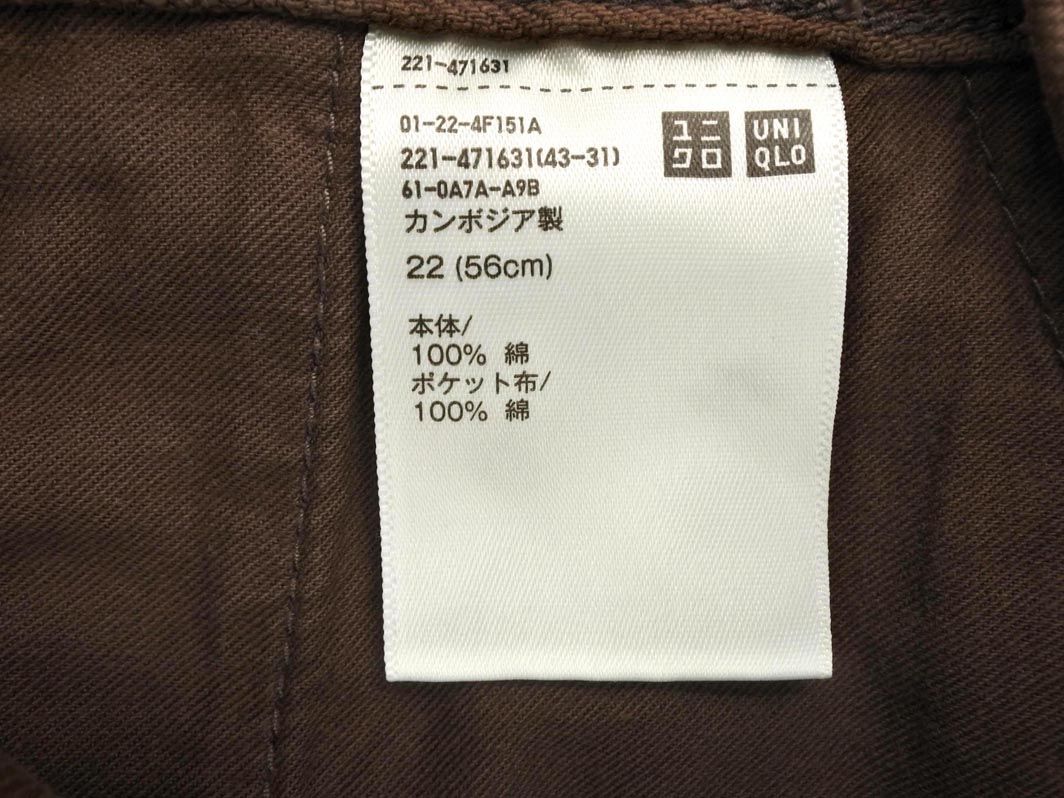 221-471631
01-22-4F151A
221-471631(43-31)
61-0A7A-A9B
カンボジア製
22 (56cm)
本体/
100% 綿
ポケット布/
100% 綿
ユニ
クロ
UNI
QLO